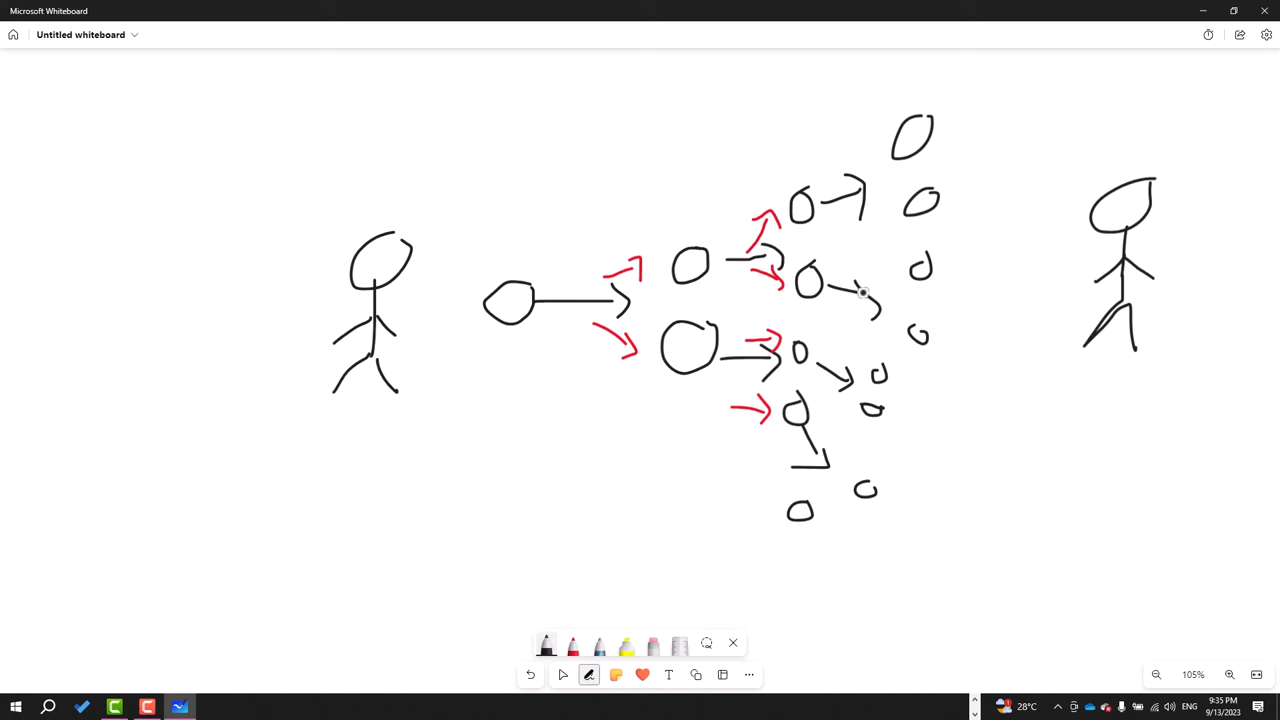 Microsoft Whiteboard
Untitled whiteboard
105%
28°C
ENG
9:35 PM
9/13/2023